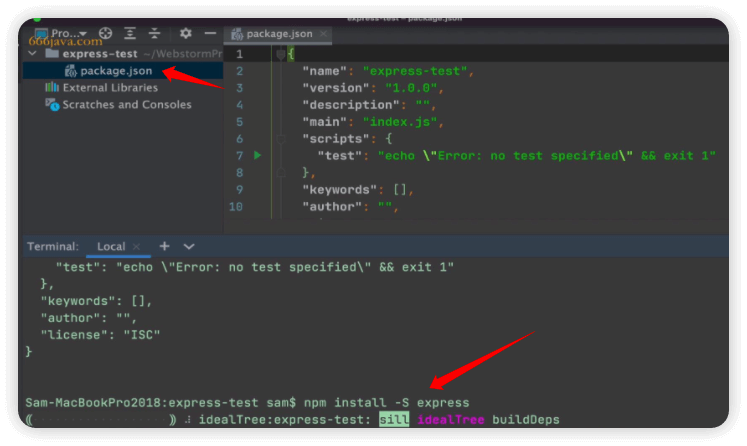 express-test – package.json
Pro...
package.json
666java.com
express-test ~/WebstormPr
package.json
External Libraries
Scratches and Consoles
1 {
2 "name": "express-test",
3 "version": "1.0.0",
4 "description": "",
5 "main": "index.js",
6 "scripts": {
7 "test": "echo \"Error: no test specified\" && exit 1"
8 },
9 "keywords": [],
10 "author": "",
Terminal: Local
"test": "echo \"Error: no test specified\" && exit 1"
},
"keywords": [],
"author": "",
"license": "ISC"
}
Sam-MacBookPro2018:express-test sam$ npm install -S express
(( )) ⠼ idealTree:express-test: sill idealTree buildDeps